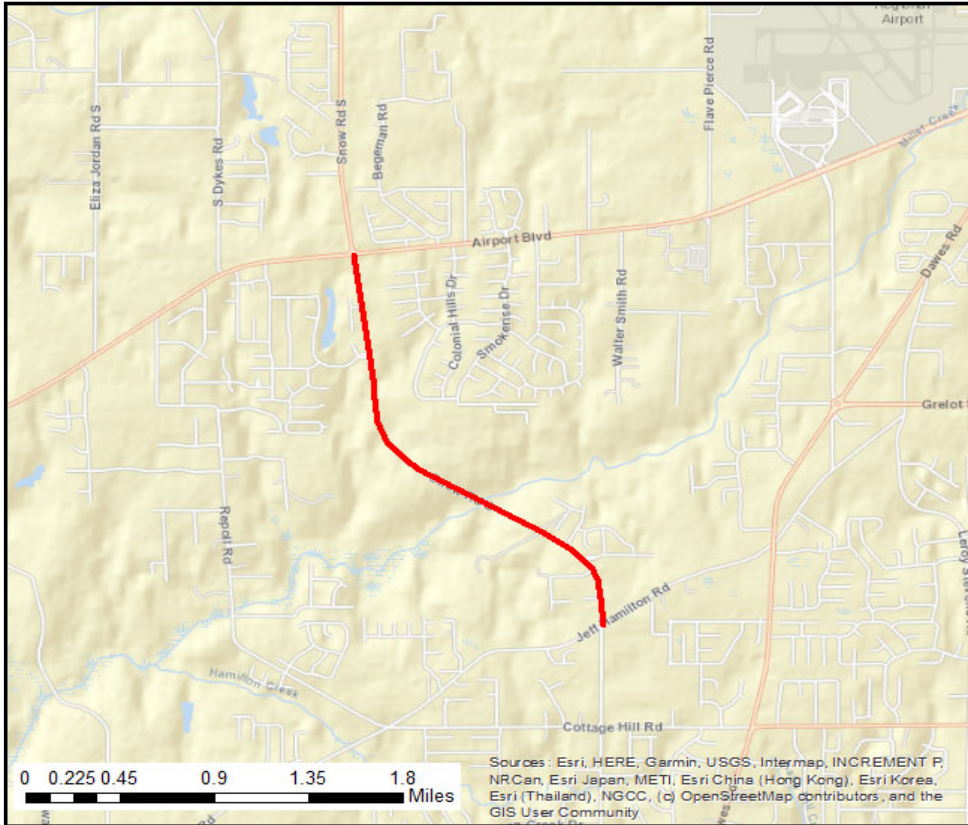 Regional
Airport
Flave Pierce Rd
Eliza Jordan Rd S
S Dykes Rd
Snow Rd S
Begeman Rd
Millet Creek
Airport Blvd
Dawes Rd
Colonial Hills Dr
Smokerise Dr
Walter Smith Rd
Grelot
Repoll Rd
Jeff Hamilton Rd
Hamilton Creek
Cottage Hill Rd
0 0.225 0.45 0.9 1.35 1.8
Miles
Sources: Esri, HERE, Garmin, USGS, Intermap, INCREMENT P,
NRCan, Esri Japan, METI, Esri China (Hong Kong), Esri Korea,
Esri (Thailand), NGCC, (c) OpenStreetMap contributors, and the
GIS User Community
Rd